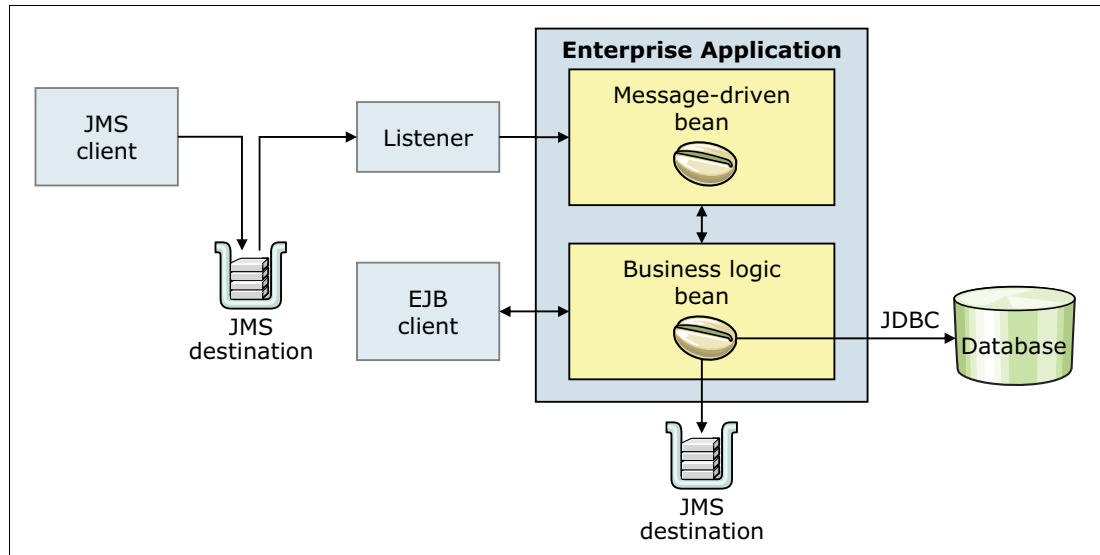 Enterprise Application
Message-driven
bean
JMS
client
Listener
Business logic
bean
EJB
client
JMS
destination
JDBC
Database
JMS
destination